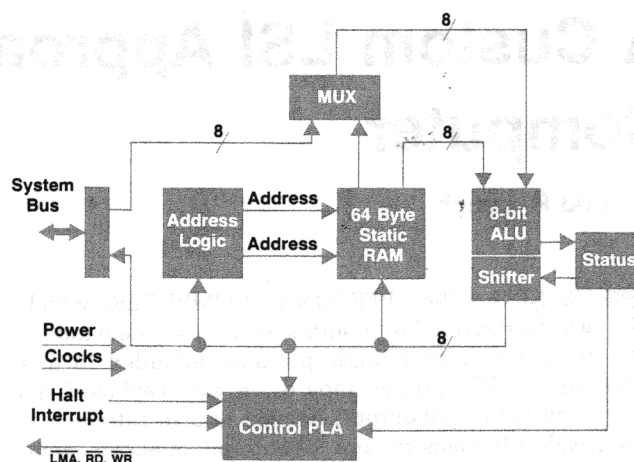 8
MUX
8
8
System
Bus
Address
Logic
Address
Address
64 Byte
Static
RAM
8-bit
ALU
Shifter
Status
Power
Clocks
8
Halt
Interrupt
Control PLA
LMA, RD, WR